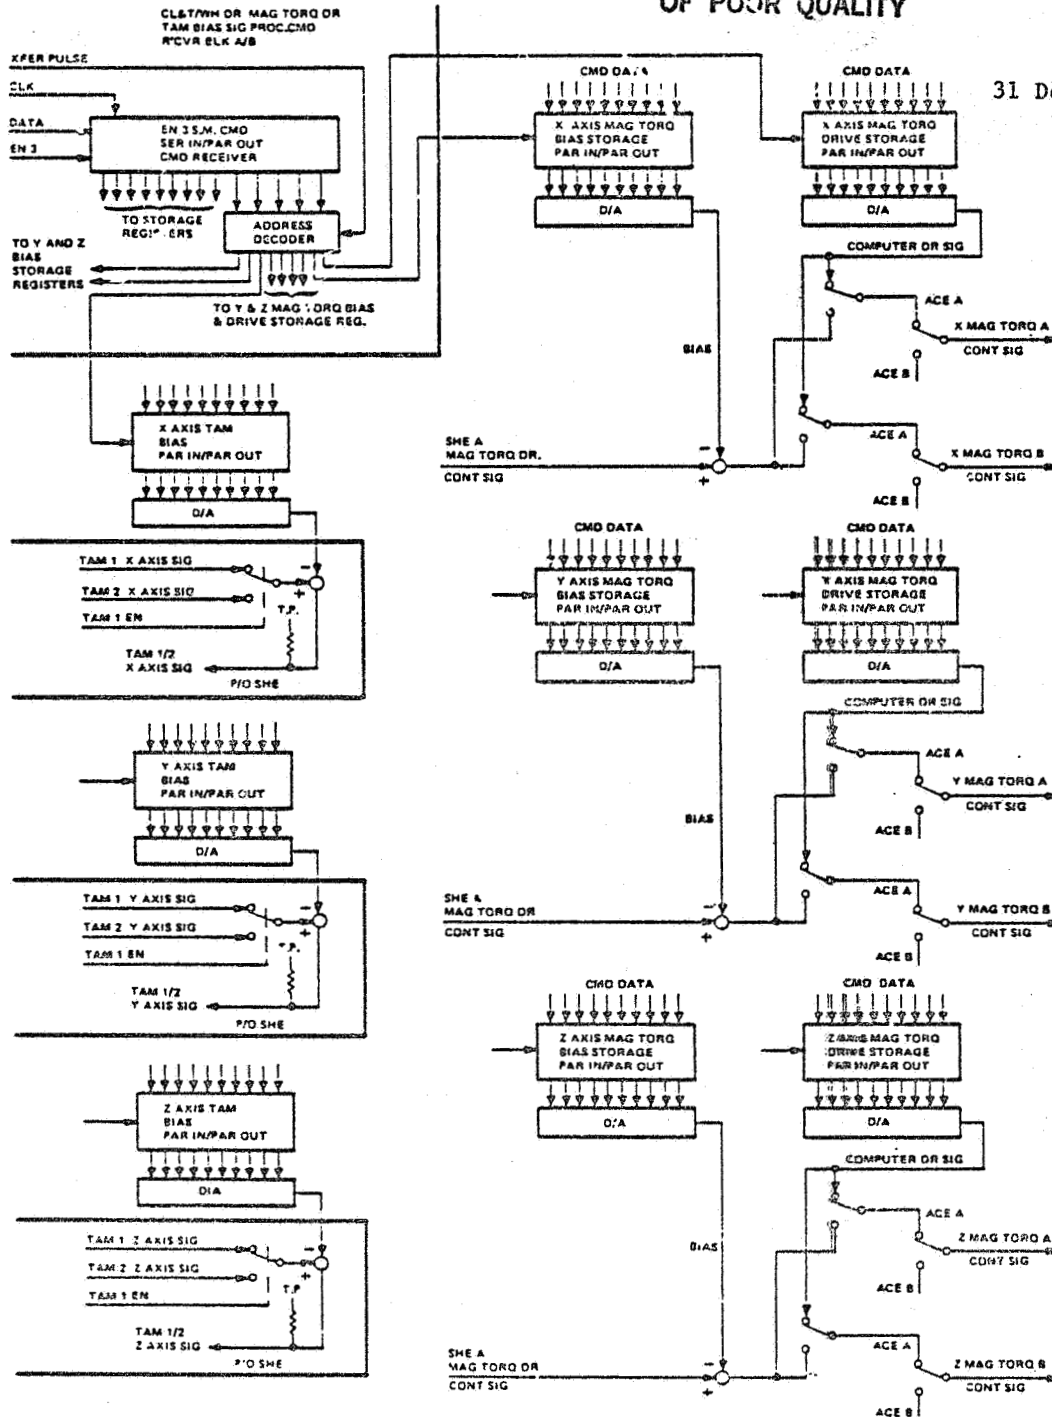 OF POOR QUALITY
31 De
CL&T/WH DR MAG TORQ DR
TAM BIAS SIG PROC.CMD
R'CVR BLK A/B
XFER PULSE
CLK
DATA
EN 3
EN 3 S.M. CMD
SER IN/PAR OUT
CMD RECEIVER
TO STORAGE
ADDRESS
DECODER
TO Y AND Z
BIAS
STORAGE
REGISTERS
TO Y & Z MAG TORQ BIAS
& DRIVE STORAGE REG.
X AXIS TAM
BIAS
PAR IN/PAR OUT
D/A
TAM 1 X AXIS SIG
TAM 2 X AXIS SIG
TAM 1 EN
T.P.
TAM 1/2
X AXIS SIG
P/O SHE
Y AXIS TAM
BIAS
PAR IN/PAR OUT
D/A
TAM 1 Y AXIS SIG
TAM 2 Y AXIS SIG
TAM 1 EN
T.P.
TAM 1/2
Y AXIS SIG
P/O SHE
Z AXIS TAM
BIAS
PAR IN/PAR OUT
D/A
TAM 1 Z AXIS SIG
TAM 2 Z AXIS SIG
TAM 1 EN
T.P
TAM 1/2
Z AXIS SIG
P/O SHE
CMD DATA
X AXIS MAG TORQ
BIAS STORAGE
PAR IN/PAR OUT
D/A
CMD DATA
X AXIS MAG TORQ
DRIVE STORAGE
PAR IN/PAR OUT
D/A
COMPUTER DR SIG
ACE A
X MAG TORQ A
CONT SIG
ACE B
BIAS
SHE A
MAG TORQ DR.
CONT SIG
ACE A
X MAG TORQ B
CONT SIG
ACE B
CMD DATA
Y AXIS MAG TORQ
BIAS STORAGE
PAR IN/PAR OUT
D/A
CMD DATA
Y AXIS MAG TORQ
DRIVE STORAGE
PAR IN/PAR OUT
D/A
COMPUTER DR SIG
ACE A
Y MAG TORQ A
CONT SIG
ACE B
BIAS
SHE A
MAG TORQ DR
CONT SIG
ACE A
Y MAG TORQ B
CONT SIG
ACE B
CMD DATA
Z AXIS MAG TORQ
BIAS STORAGE
PAR IN/PAR OUT
D/A
CMD DATA
Z AXIS MAG TORQ
DRIVE STORAGE
PAR IN/PAR OUT
D/A
COMPUTER DR SIG
ACE A
Z MAG TORQ A
CONT SIG
ACE B
BIAS
SHE A
MAG TORQ DR
CONT SIG
ACE A
Z MAG TORQ B
CONT SIG
ACE B